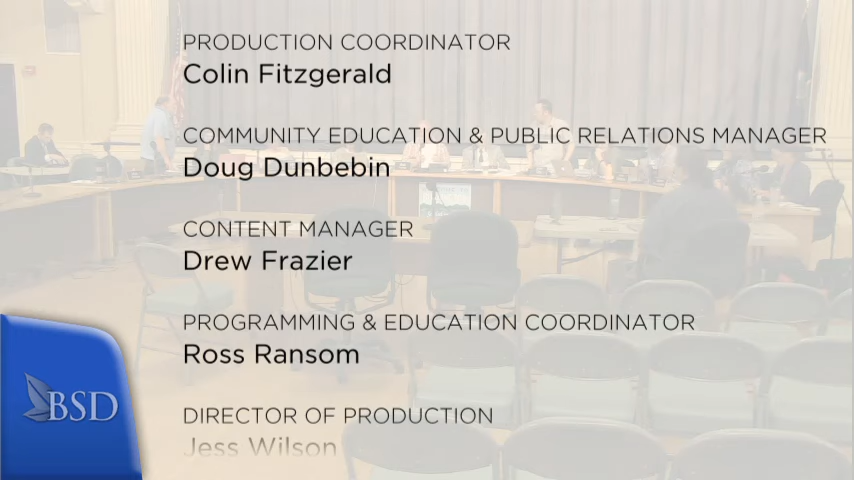 PRODUCTION COORDINATOR
Colin Fitzgerald
COMMUNITY EDUCATION & PUBLIC RELATIONS MANAGER
Doug Dunbebin
CONTENT MANAGER
Drew Frazier
PROGRAMMING & EDUCATION COORDINATOR
Ross Ransom
DIRECTOR OF PRODUCTION
Jess Wilson
BSD